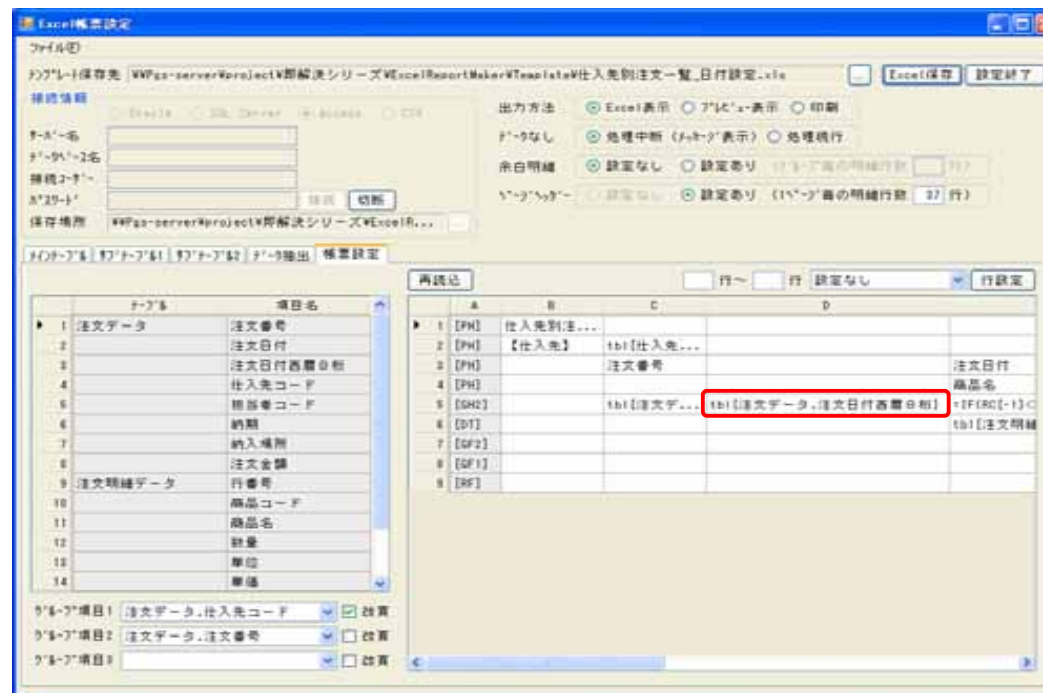 Excel帳票設定
ファイル(F)
テンプレート保存先 ¥¥Pgs-server¥project¥即解決シリーズ¥ExcelReportMaker¥Template¥仕入先別注文一覧_日付設定.xls ... Excel保存 設定終了
接続情報
Oracle SQL Server Access CSV
サーバー名
データベース名
接続ユーザー
パスワード 接続 切断
保存場所 ¥¥Pgs-server¥project¥即解決シリーズ¥ExcelR... ...
出力方法 Excel表示 プレビュー表示 印刷
データなし 処理中断 (メッセージ表示) 処理続行
余白明細 設定なし 設定あり (1グループ毎の明細行数 行)
ページヘッダー 設定なし 設定あり (1ページ毎の明細行数 37 行)
メインテーブル サブテーブル1 サブテーブル2 データ抽出 帳票設定
再読込 行~ 行 設定なし 行設定
テーブル 項目名
1 注文データ 注文番号
2 注文日付
3 注文日付西暦8桁
4 仕入先コード
5 担当者コード
6 納期
7 納入場所
8 注文金額
9 注文明細データ 行番号
10 商品コード
11 商品名
12 数量
13 単位
14 単価
A B C D
1 [PH] 仕入先別注...
2 [PH] 【仕入先】 tbl[仕入先...
3 [PH] 注文番号 注文日付
4 [PH] 商品名
5 [GH2] tbl[注文デ... tbl[注文データ.注文日付西暦8桁] =IF(RC[-1]<
6 [DT] tbl[注文明細
7 [GF2]
8 [GF1]
9 [RF]
グループ項目1 注文データ.仕入先コード 改頁
グループ項目2 注文データ.注文番号 改頁
グループ項目3 改頁